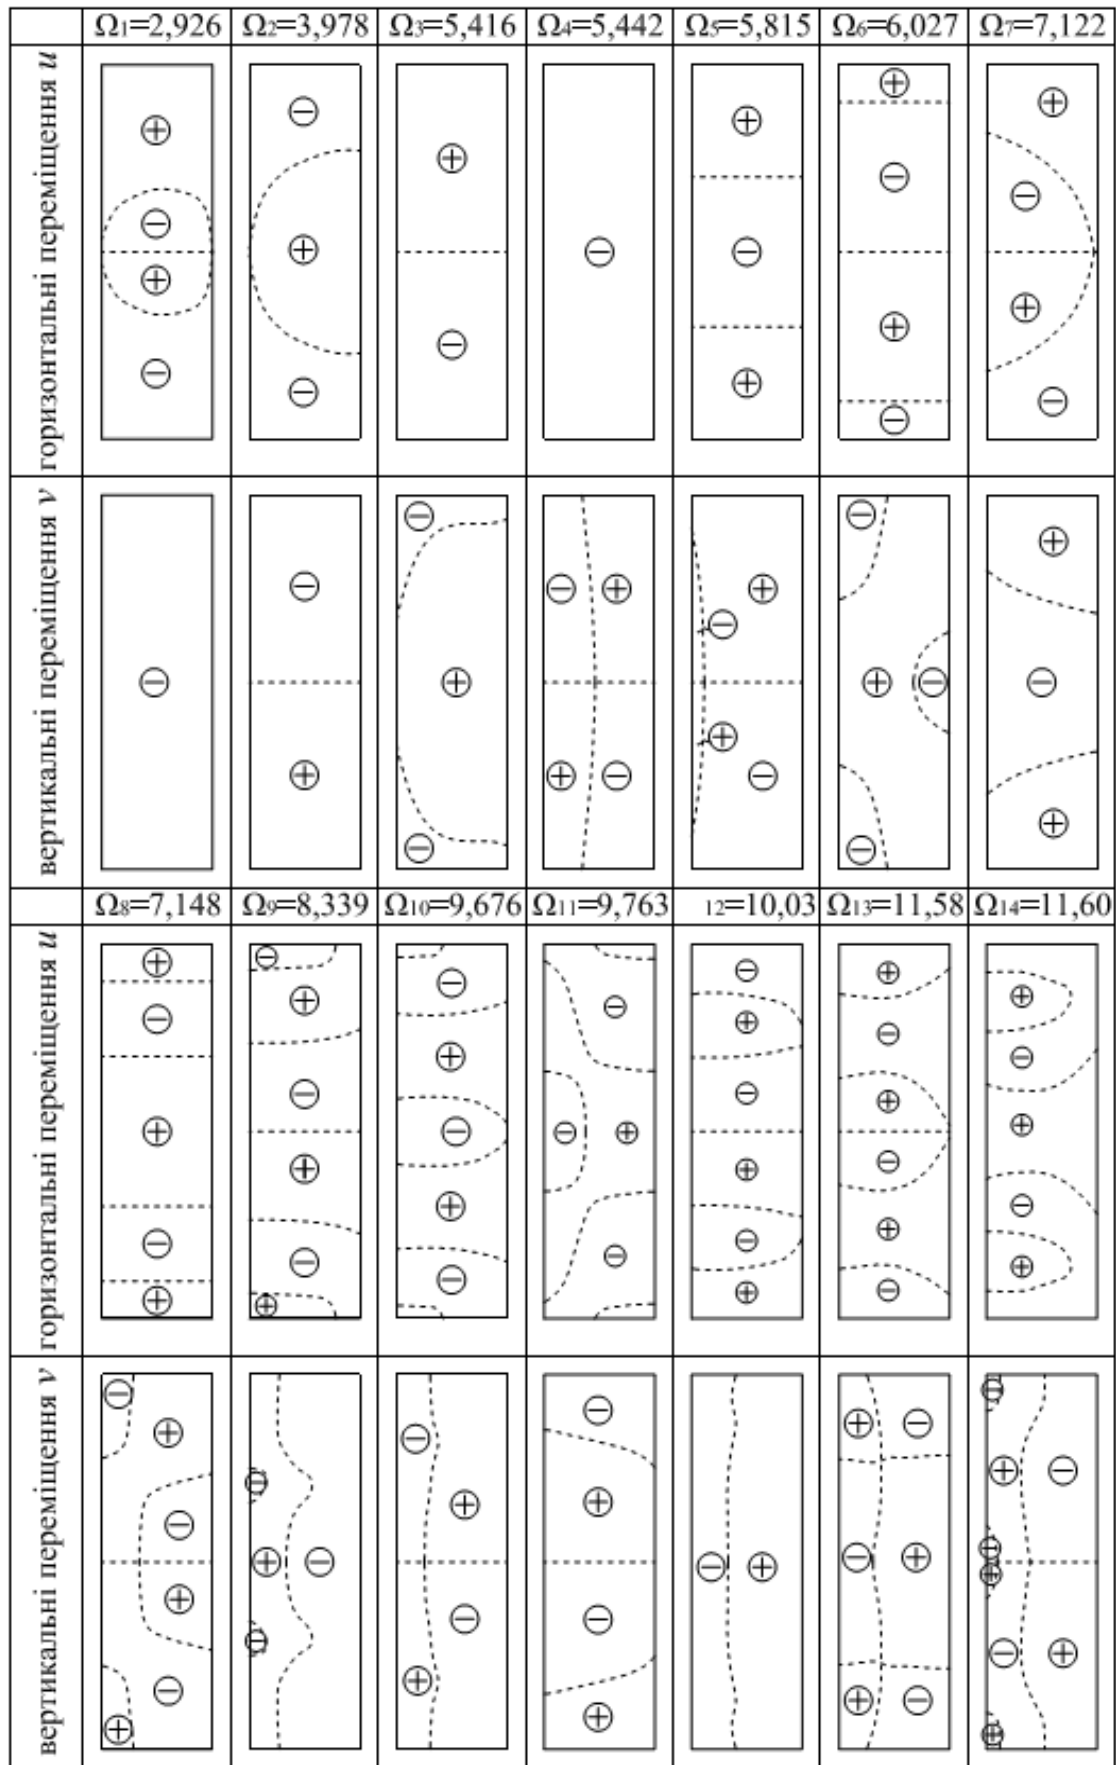 Ω1=2,926 Ω2=3,978 Ω3=5,416 Ω4=5,442 Ω5=5,815 Ω6=6,027 Ω7=7,122
горизонтальні переміщення u
вертикальні переміщення v
Ω8=7,148 Ω9=8,339 Ω10=9,676 Ω11=9,763 12=10,03 Ω13=11,58 Ω14=11,60
горизонтальні переміщення u
вертикальні переміщення v